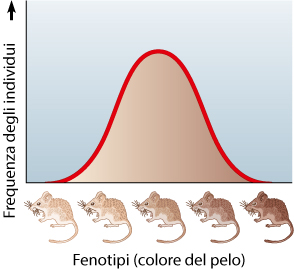 Frequenza degli individui
Fenotipi (colore del pelo)